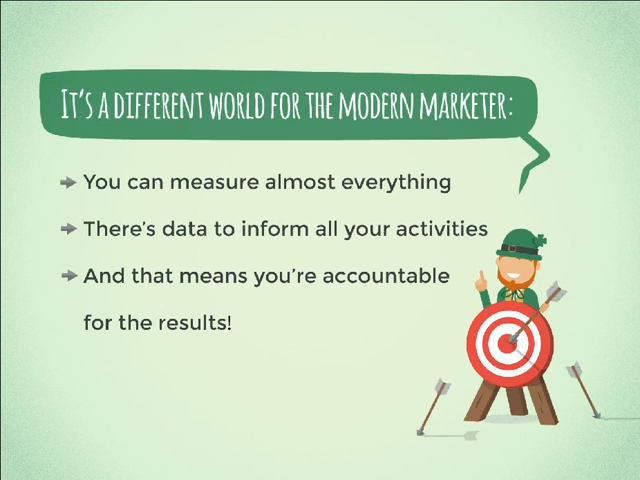 It's a different world for the modern marketer:
You can measure almost everything
There's data to inform all your activities
And that means you're accountable
for the results!